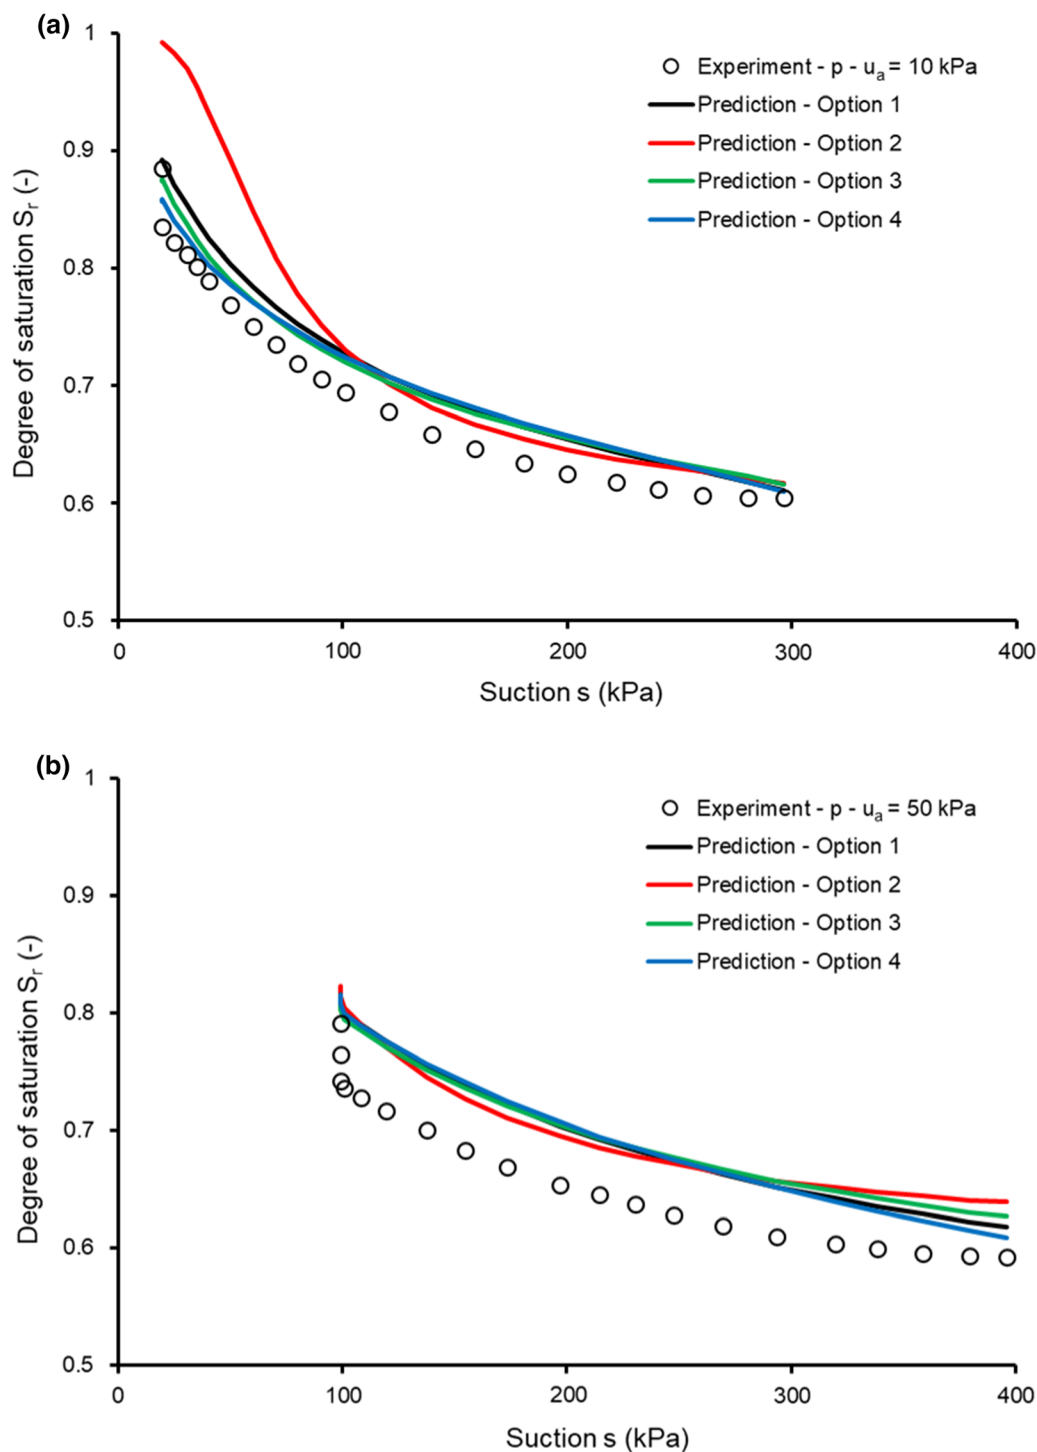 (a)
1
0.9
0.8
0.7
0.6
0.5
Degree of saturation Sr (-)
Experiment - p - ua = 10 kPa
Prediction - Option 1
Prediction - Option 2
Prediction - Option 3
Prediction - Option 4
0 100 200 300 400
Suction s (kPa)
(b)
1
0.9
0.8
0.7
0.6
0.5
Degree of saturation Sr (-)
Experiment - p - ua = 50 kPa
Prediction - Option 1
Prediction - Option 2
Prediction - Option 3
Prediction - Option 4
0 100 200 300 400
Suction s (kPa)